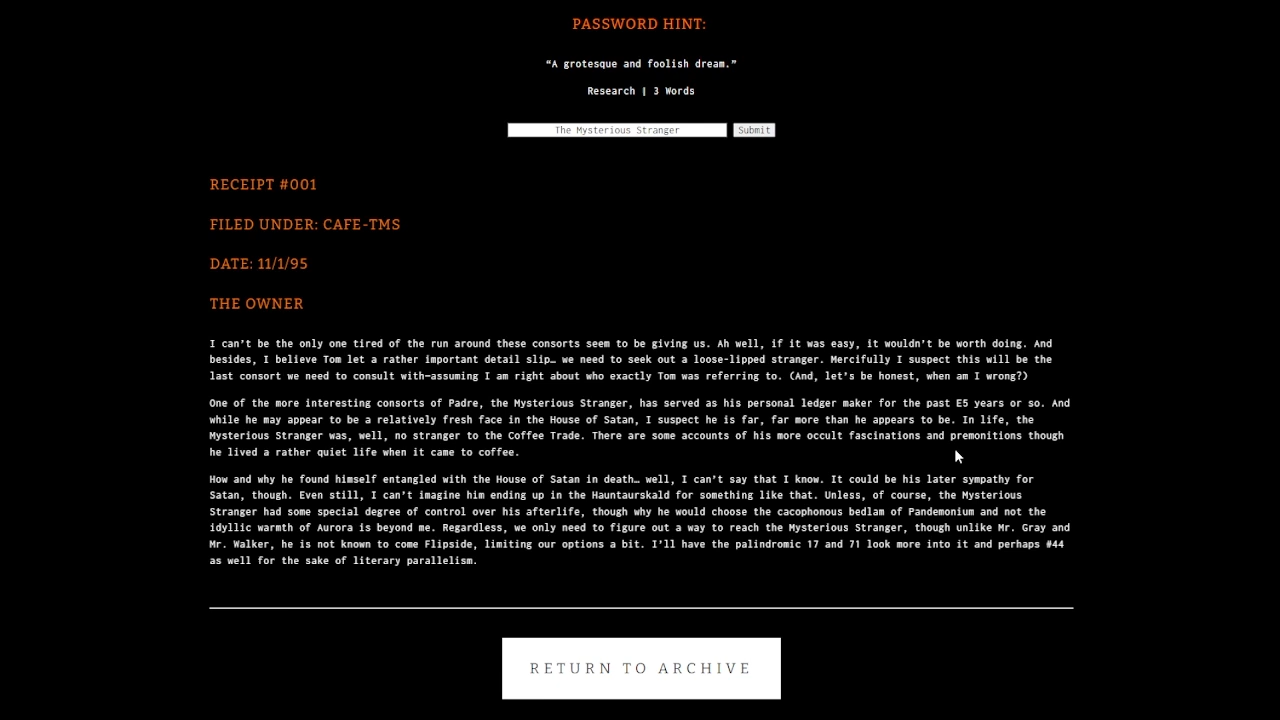 PASSWORD HINT:
“A grotesque and foolish dream.”
Research | 3 Words
The Mysterious Stranger
Submit
RECEIPT #001
FILED UNDER: CAFE-TMS
DATE: 11/1/95
THE OWNER
I can’t be the only one tired of the run around these consorts seem to be giving us. Ah well, if it was easy, it wouldn’t be worth doing. And
besides, I believe Tom let a rather important detail slip… we need to seek out a loose-lipped stranger. Mercifully I suspect this will be the
last consort we need to consult with—assuming I am right about who exactly Tom was referring to. (And, let’s be honest, when am I wrong?)
One of the more interesting consorts of Padre, the Mysterious Stranger, has served as his personal ledger maker for the past E5 years or so. And
while he may appear to be a relatively fresh face in the House of Satan, I suspect he is far, far more than he appears to be. In life, the
Mysterious Stranger was, well, no stranger to the Coffee Trade. There are some accounts of his more occult fascinations and premonitions though
he lived a rather quiet life when it came to coffee.
How and why he found himself entangled with the House of Satan in death… well, I can’t say that I know. It could be his later sympathy for
Satan, though. Even still, I can’t imagine him ending up in the Hauntaurskald for something like that. Unless, of course, the Mysterious
Stranger had some special degree of control over his afterlife, though why he would choose the cacophonous bedlam of Pandemonium and not the
idyllic warmth of Aurora is beyond me. Regardless, we only need to figure out a way to reach the Mysterious Stranger, though unlike Mr. Gray and
Mr. Walker, he is not known to come Flipside, limiting our options a bit. I’ll have the palindromic 17 and 71 look more into it and perhaps #44
as well for the sake of literary parallelism.
RETURN TO ARCHIVE